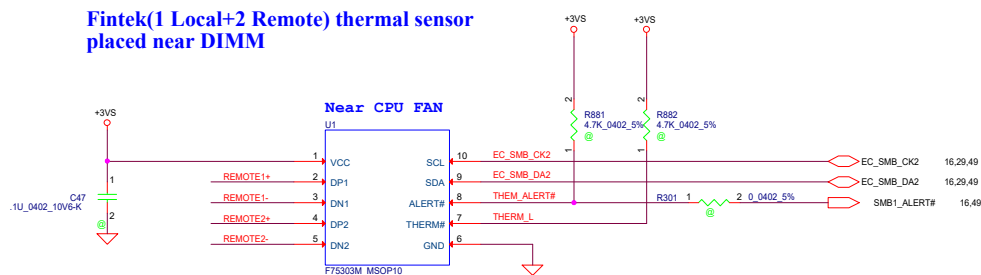 Fintek(1 Local+2 Remote) thermal sensor
placed near DIMM
+3VS
+3VS
+3VS
Near CPU FAN
U1
2
R881
4.7K_0402_5%
@
1
2
R882
4.7K_0402_5%
@
1
1
C47
.1U_0402_10V6-K
2
@
1 VCC
REMOTE1+ 2 DP1
REMOTE1- 3 DN1
REMOTE2+ 4 DP2
REMOTE2- 5 DN2
SCL 10 EC_SMB_CK2 EC_SMB_CK2 16,29,49
SDA 9 EC_SMB_DA2 EC_SMB_DA2 16,29,49
ALERT# 8 THEM_ALERT# R301 1 2 0_0402_5% SMB1_ALERT# 16,49
@
THERM# 7 THERM_L
GND 6
F75303M_MSOP10